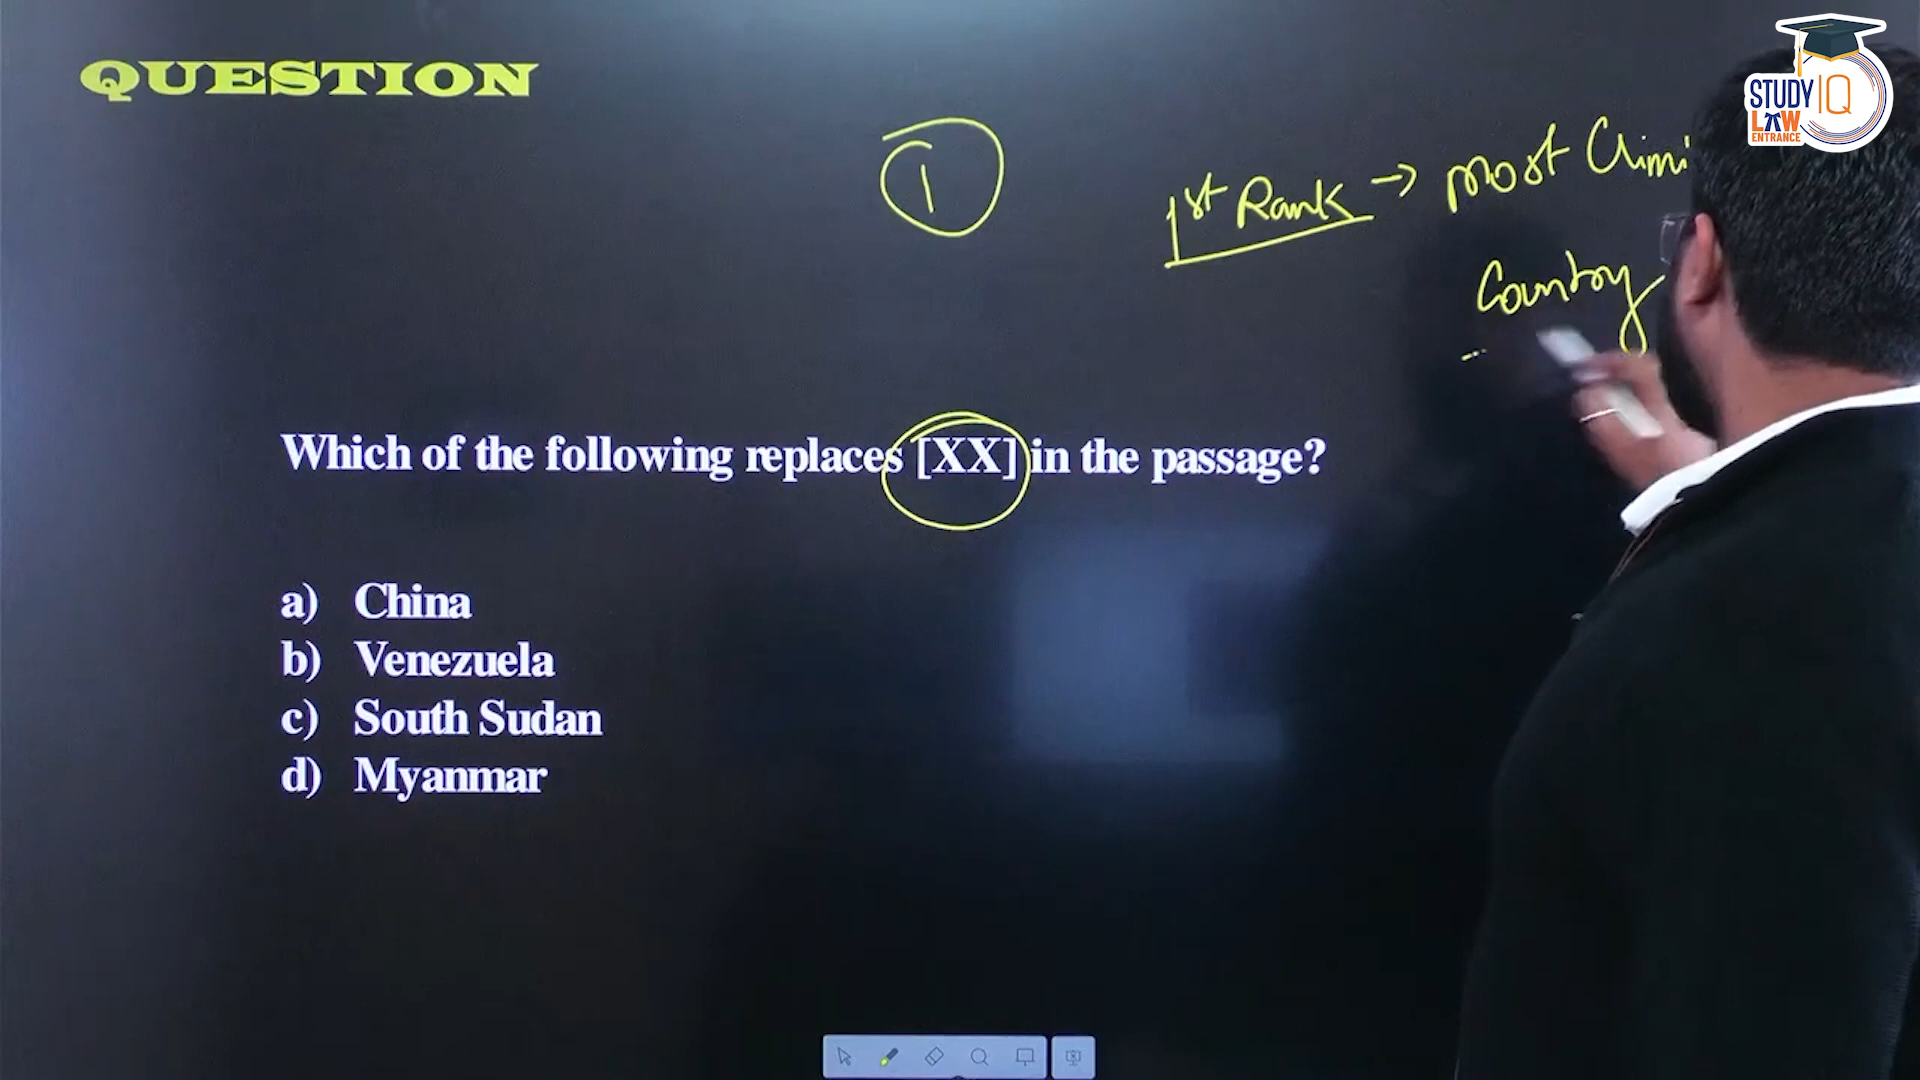 QUESTION
STUDY IQ
LAW
ENTRANCE
1
1st Rank → most
Country
Which of the following replaces [XX] in the passage?
a) China
b) Venezuela
c) South Sudan
d) Myanmar